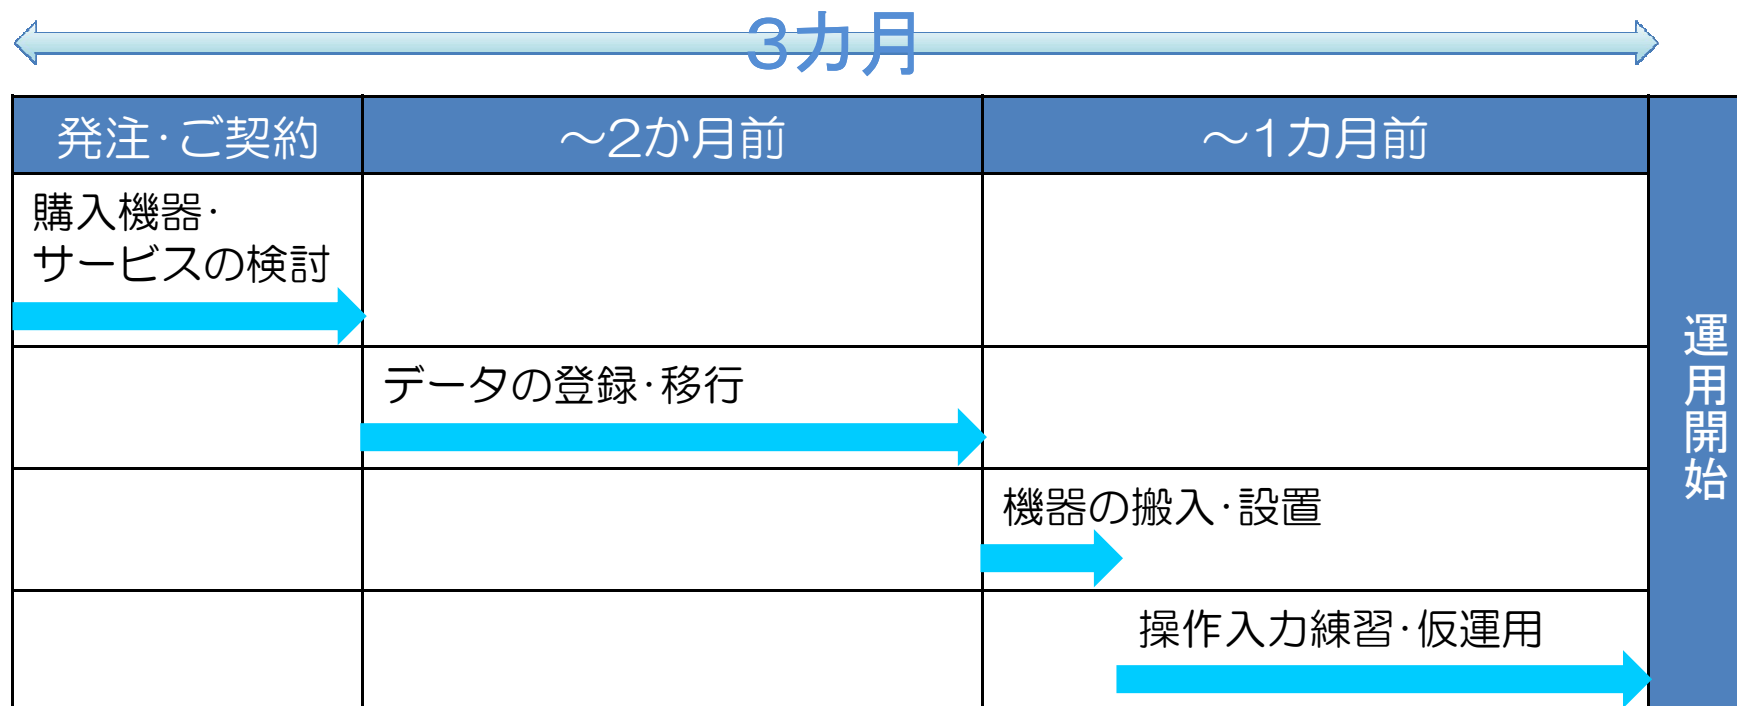 3カ月
発注･ご契約
～2か月前
～1カ月前
購入機器･
サービスの検討
データの登録･移行
機器の搬入･設置
操作入力練習･仮運用
運用開始